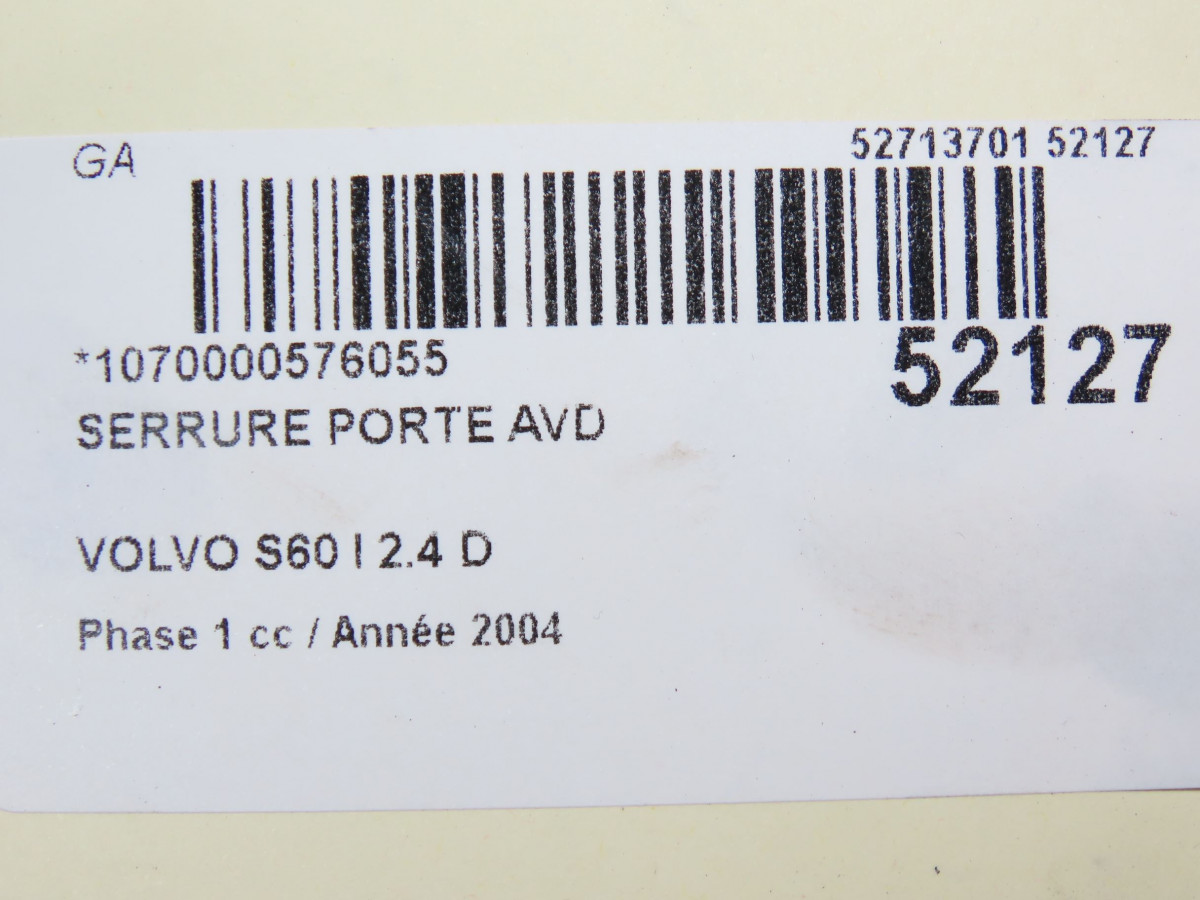 GA
52713701 52127
*1070000576055
52127
SERRURE PORTE AVD
VOLVO S60 I 2.4 D
Phase 1 cc / Année 2004